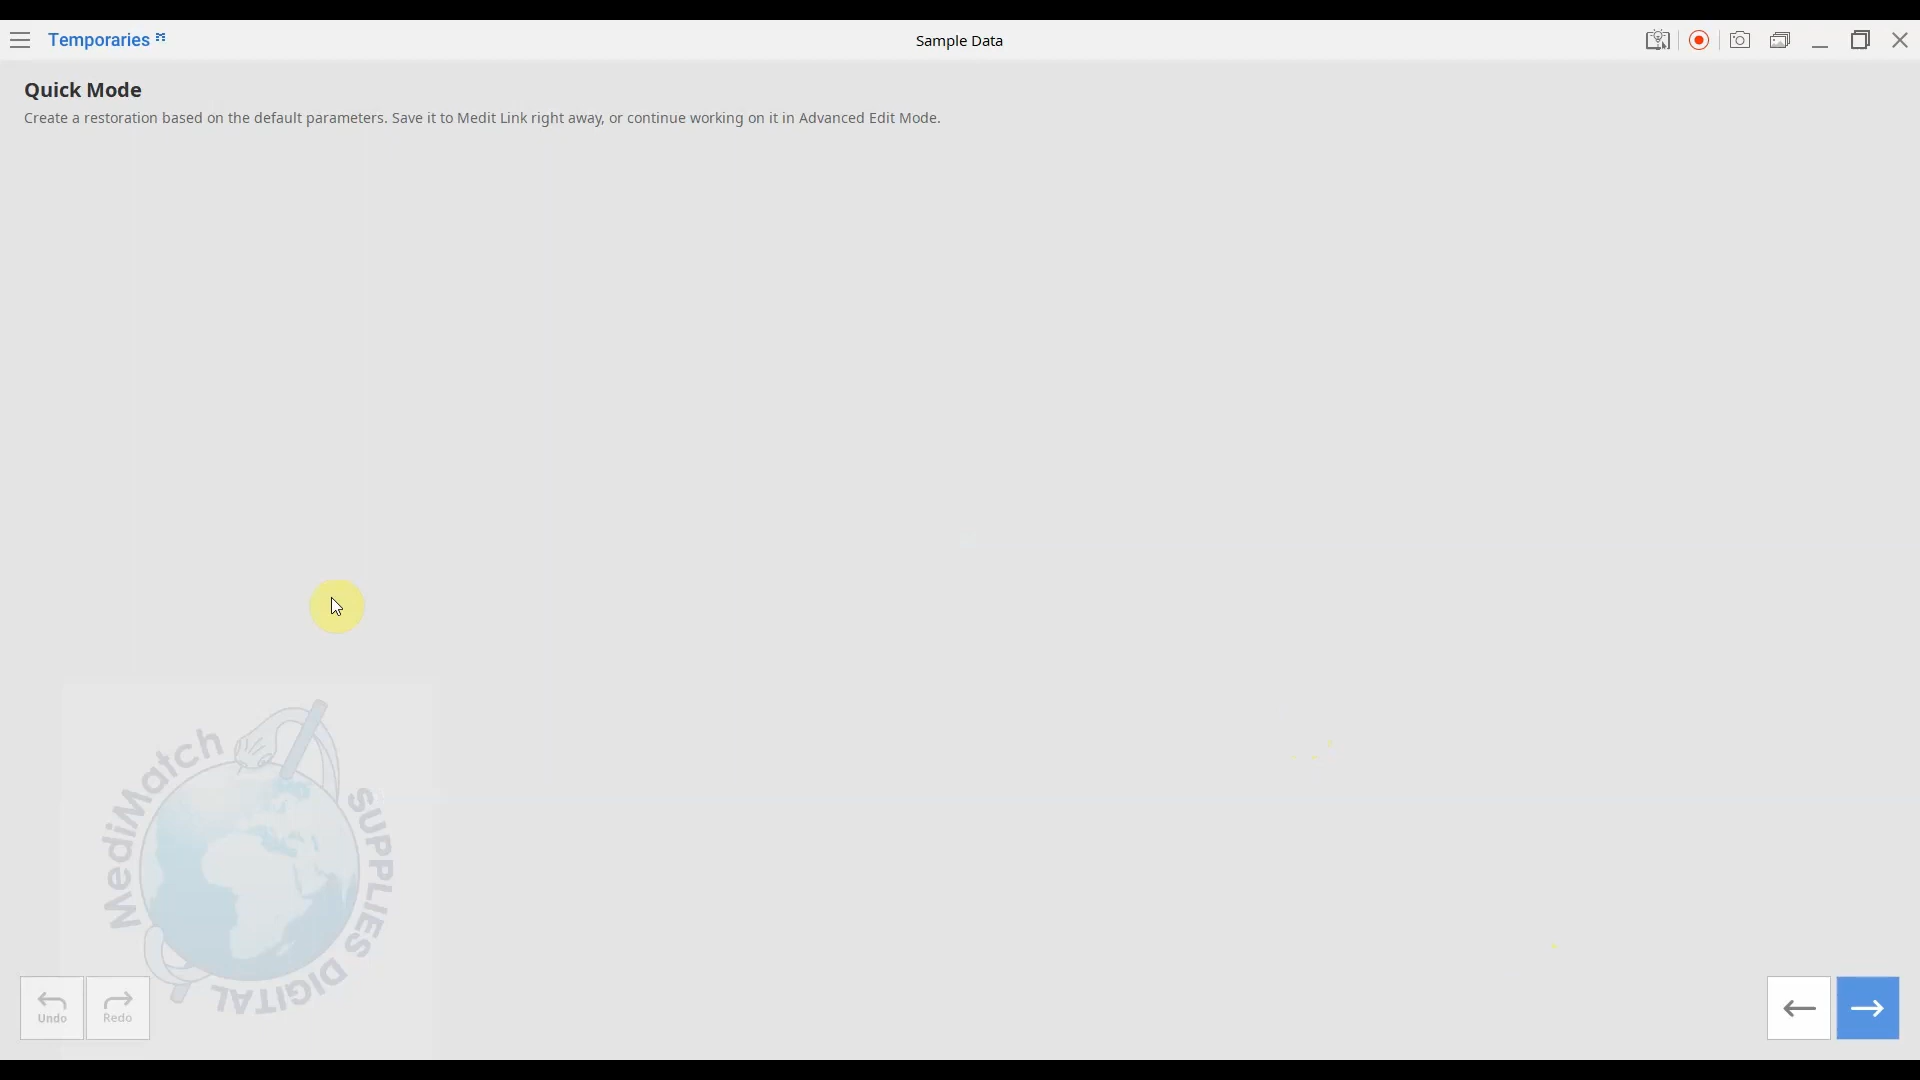 Temporaries
Sample Data
Quick Mode
Create a restoration based on the default parameters. Save it to Medit Link right away, or continue working on it in Advanced Edit Mode.
MediMatch
SUPPLIES DIGITAL
Undo
Redo